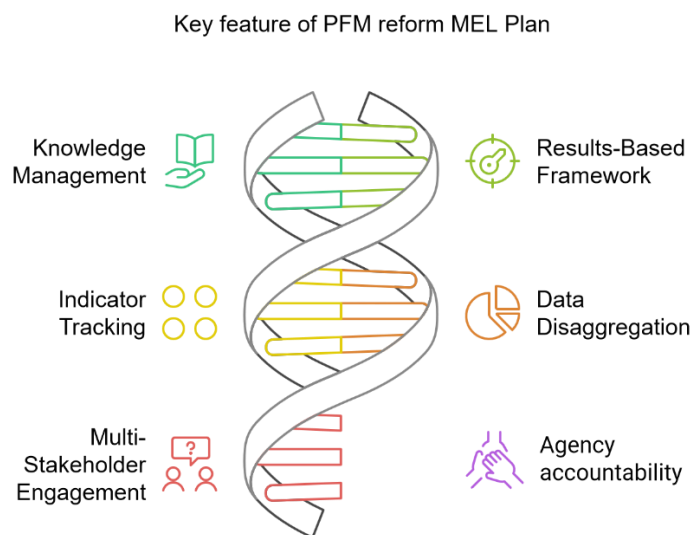 Key feature of PFM reform MEL Plan
Knowledge
Management
Results-Based
Framework
Indicator
Tracking
Data
Disaggregation
Multi-
Stakeholder
Engagement
?
Agency
accountability